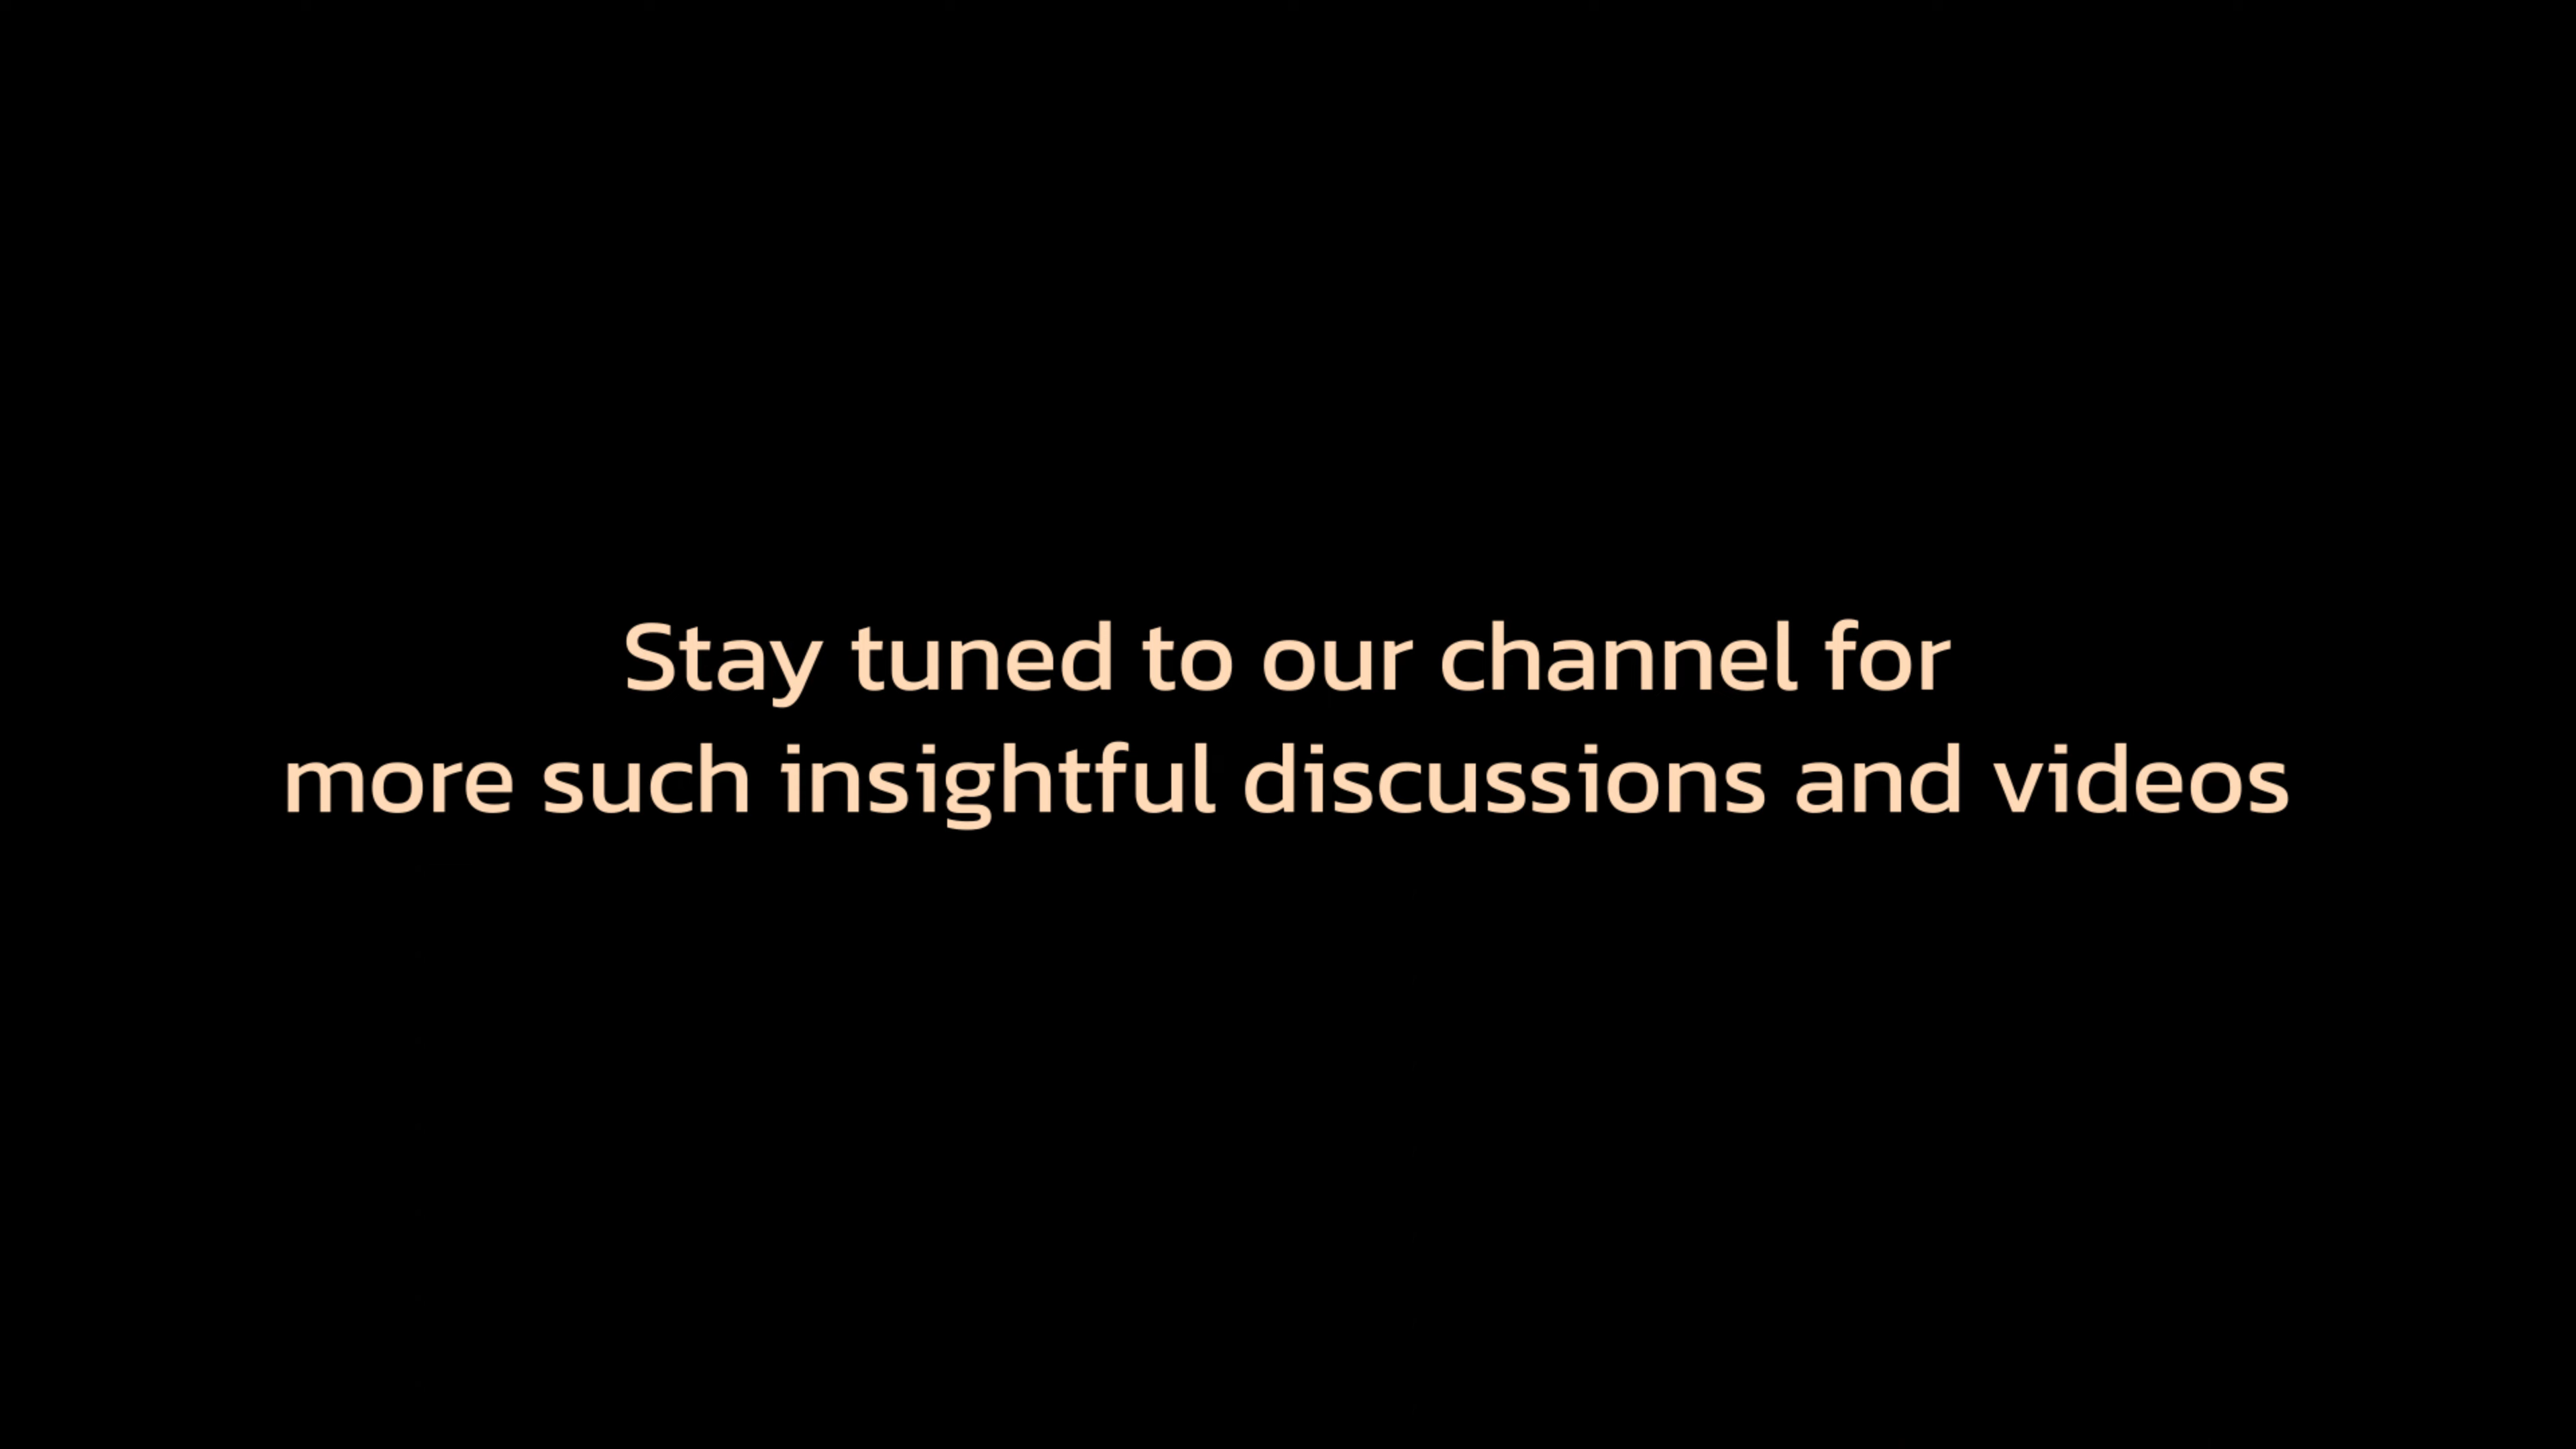 Stay tuned to our channel for
more such insightful discussions and videos